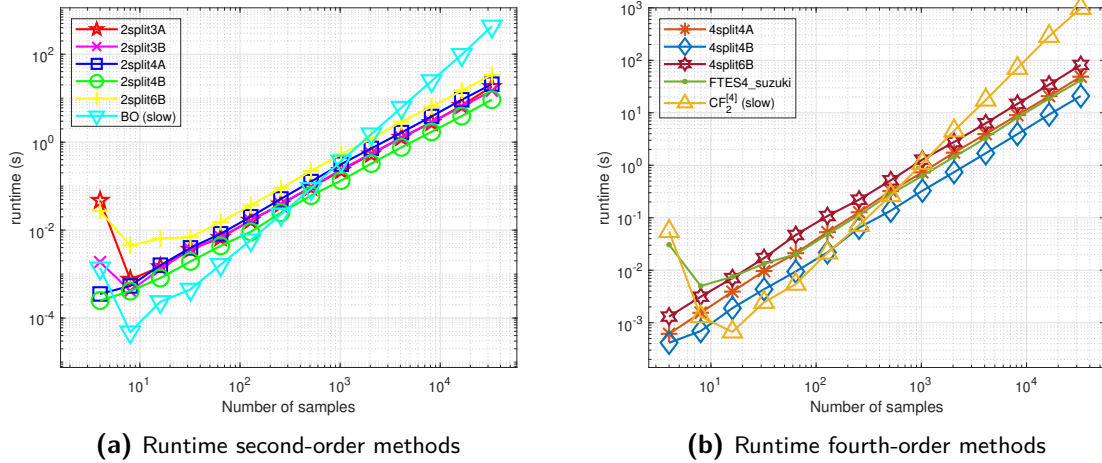 2split3A
2split3B
2split4A
2split4B
2split6B
BO (slow)
10^2
10^0
10^-2
10^-4
runtime (s)
10^1
10^2
10^3
10^4
Number of samples
(a) Runtime second-order methods
4split4A
4split4B
4split6B
FTES4_suzuki
CF_2^[4] (slow)
10^3
10^2
10^1
10^0
10^-1
10^-2
10^-3
runtime (s)
10^1
10^2
10^3
10^4
Number of samples
(b) Runtime fourth-order methods